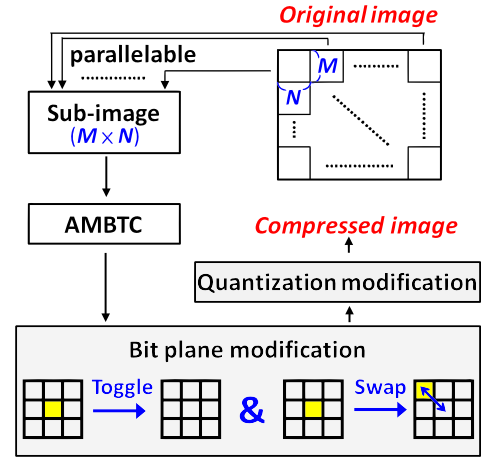 Original image
parallelable
M
N
Sub-image
(M × N)
AMBTC
Compressed image
Quantization modification
Bit plane modification
Toggle
&
Swap